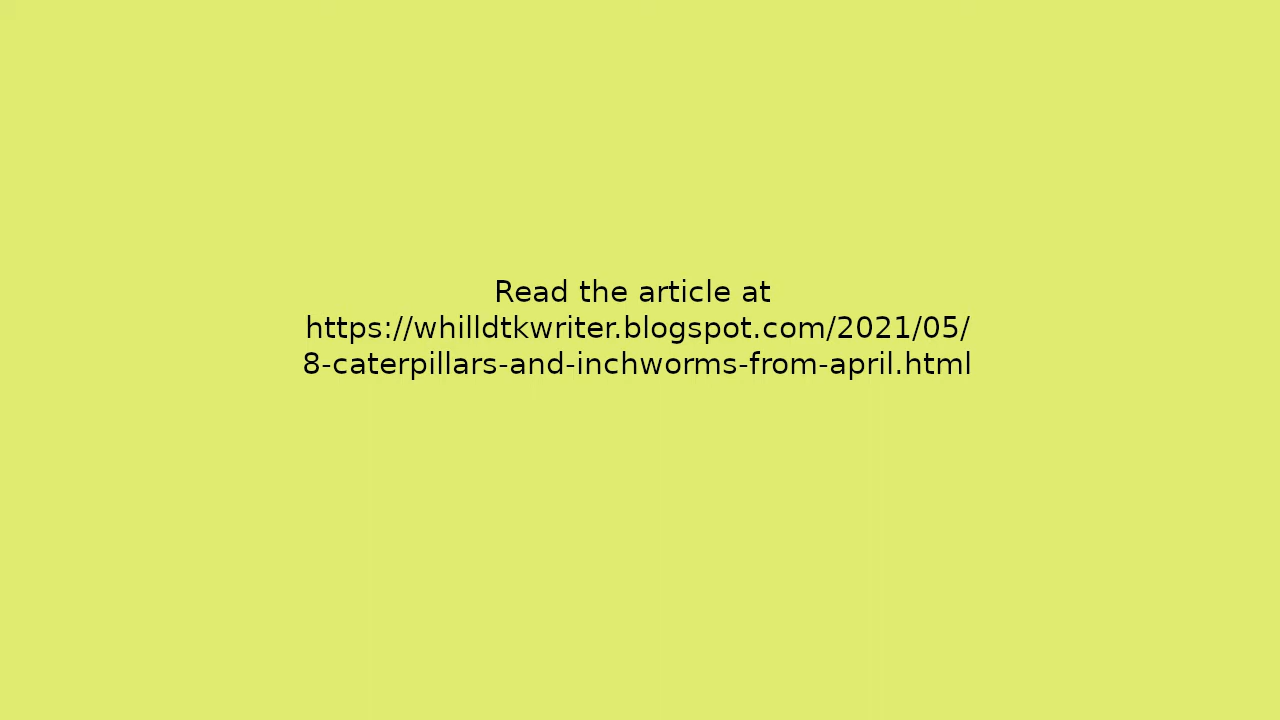 Read the article at
https://whilldtkwriter.blogspot.com/2021/05/
8-caterpillars-and-inchworms-from-april.html